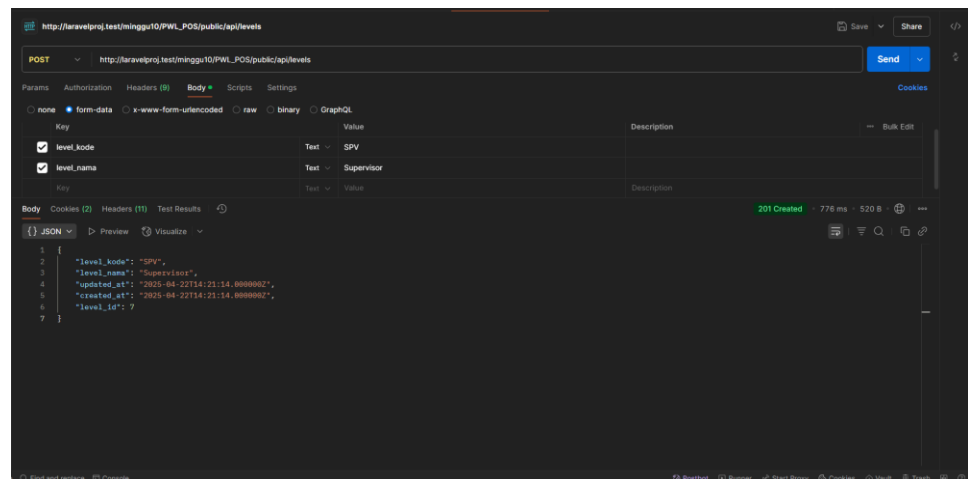 http://laravelproj.test/minggu10/PWL_POS/public/api/levels Save Share
POST http://laravelproj.test/minggu10/PWL_POS/public/api/levels Send
Params Authorization Headers (9) Body Scripts Settings Cookies
none form-data x-www-form-urlencoded raw binary GraphQL
Key Value Description Bulk Edit
level_kode Text SPV
level_nama Text Supervisor
Key Text Value Description
Body Cookies (2) Headers (11) Test Results 201 Created 776 ms 520 B
{} JSON Preview Visualize
1 {
2 "level_kode": "SPV",
3 "level_nama": "Supervisor",
4 "updated_at": "2025-04-22T14:21:14.000000Z",
5 "created_at": "2025-04-22T14:21:14.000000Z",
6 "level_id": 7
7 }
Find and replace Console Postbot Runner Start Proxy Cookies Vault Trash